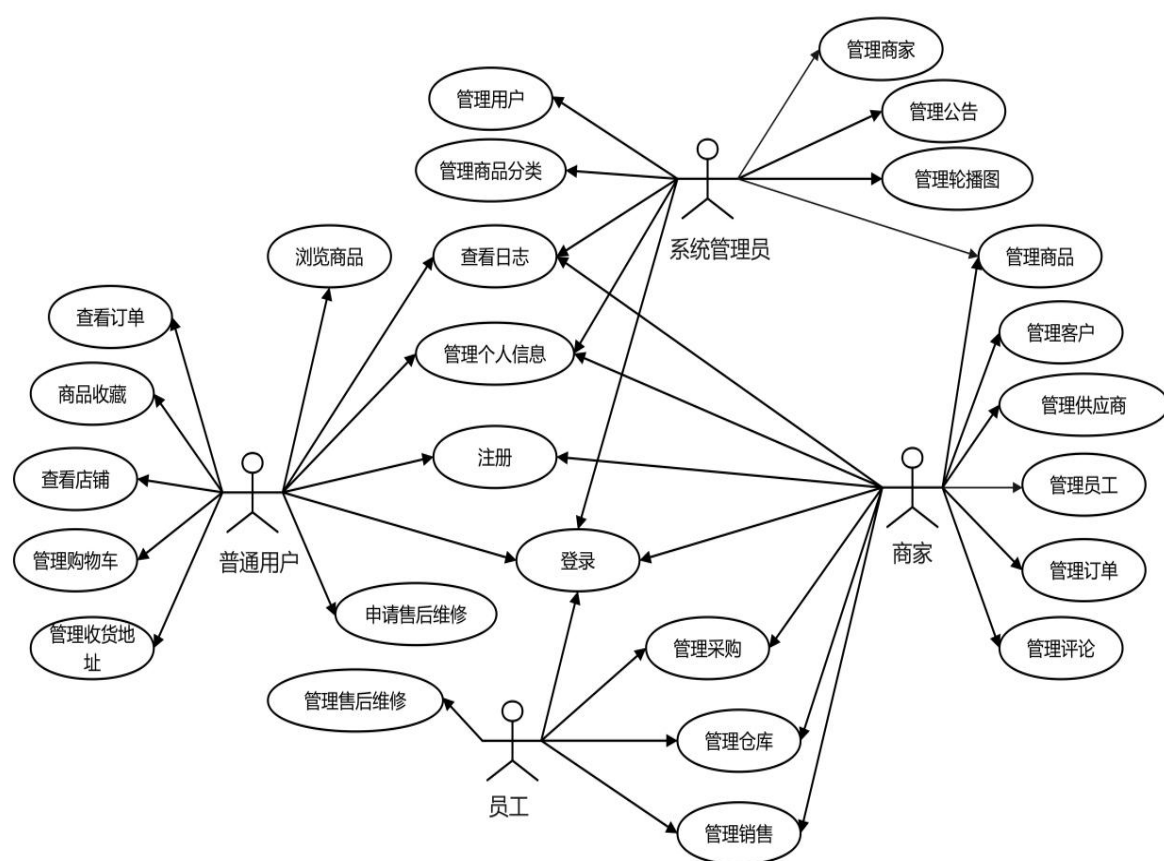 管理商家
管理用户
管理公告
管理商品分类
管理轮播图
系统管理员
浏览商品
查看日志
管理商品
查看订单
管理客户
管理个人信息
商品收藏
管理供应商
注册
查看店铺
管理员工
普通用户
商家
管理购物车
登录
管理订单
申请售后维修
管理收货地
址
管理采购
管理评论
管理售后维修
管理仓库
员工
管理销售